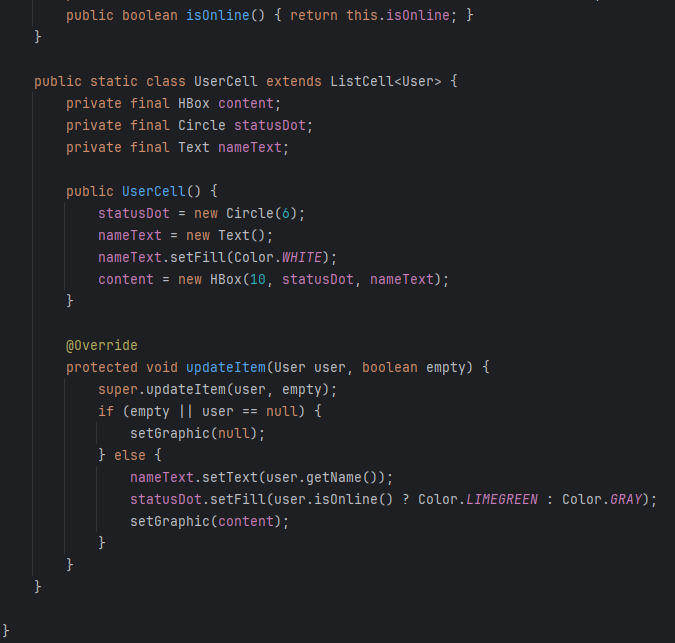 public boolean isOnline() { return this.isOnline; }
}
public static class UserCell extends ListCell<User> {
private final HBox content;
private final Circle statusDot;
private final Text nameText;
public UserCell() {
statusDot = new Circle(6);
nameText = new Text();
nameText.setFill(Color.WHITE);
content = new HBox(10, statusDot, nameText);
}
@Override
protected void updateItem(User user, boolean empty) {
super.updateItem(user, empty);
if (empty || user == null) {
setGraphic(null);
} else {
nameText.setText(user.getName());
statusDot.setFill(user.isOnline() ? Color.LIMEGREEN : Color.GRAY);
setGraphic(content);
}
}
}
}